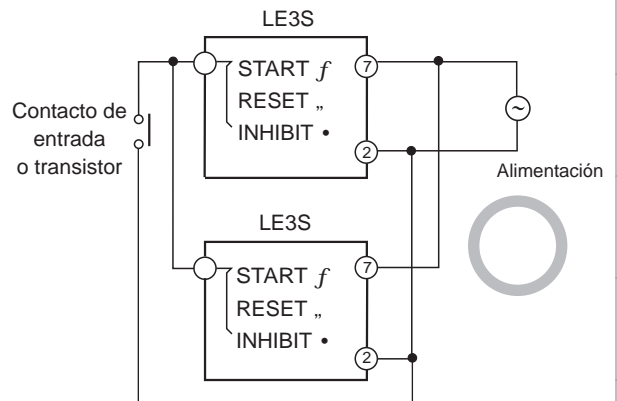 LE3S
START ƒ
RESET „
INHIBIT •
7
2
Contacto de
entrada
o transistor
~
Alimentación
LE3S
START ƒ
RESET „
INHIBIT •
7
2